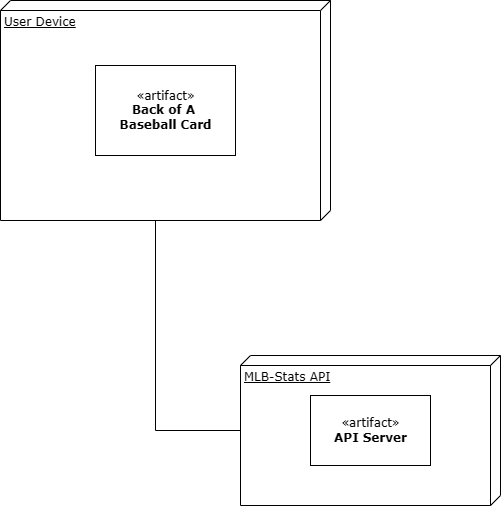 User Device
«artifact»
Back of A
Baseball Card
MLB-Stats API
«artifact»
API Server